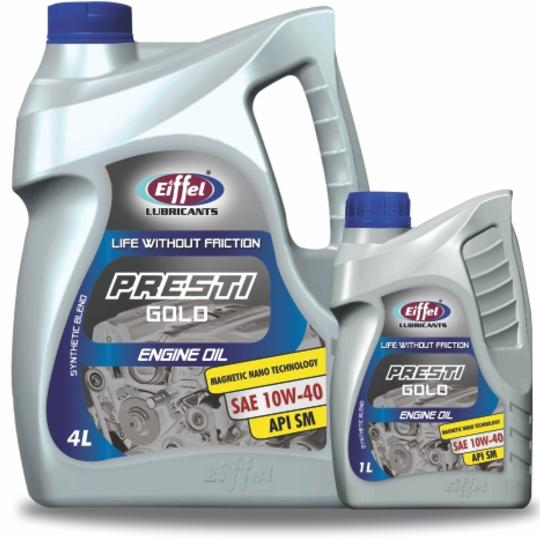 Eiffel
LUBRICANTS
LIFE WITHOUT FRICTION
PRESTI
GOLD
ENGINE OIL
SYNTHETIC BLEND
MAGNETIC NANO TECHNOLOGY
SAE 10W-40
API SM
4L
Eiffel
Eiffel
LUBRICANTS
LIFE WITHOUT FRICTION
PRESTI
GOLD
ENGINE OIL
SYNTHETIC BLEND
MAGNETIC NANO TECHNOLOGY
SAE 10W-40
API SM
1L
Eiffel